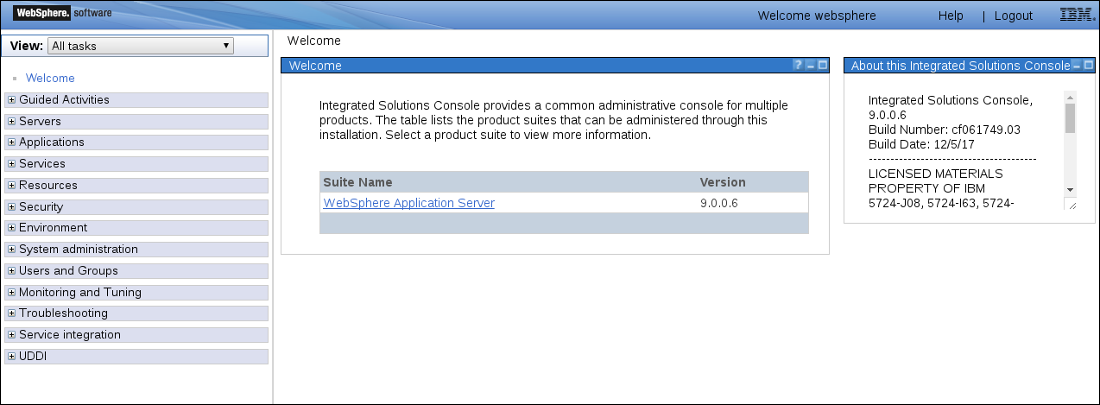 WebSphere. software
Welcome websphere Help | Logout IBM.
View: All tasks
Welcome
Guided Activities
Servers
Applications
Services
Resources
Security
Environment
System administration
Users and Groups
Monitoring and Tuning
Troubleshooting
Service integration
UDDI
Welcome
Welcome
Integrated Solutions Console provides a common administrative console for multiple
products. The table lists the product suites that can be administered through this
installation. Select a product suite to view more information.
Suite Name Version
WebSphere Application Server 9.0.0.6
About this Integrated Solutions Console
Integrated Solutions Console,
9.0.0.6
Build Number: cf061749.03
Build Date: 12/5/17
----------------------------------
LICENSED MATERIALS
PROPERTY OF IBM
5724-J08, 5724-I63, 5724-